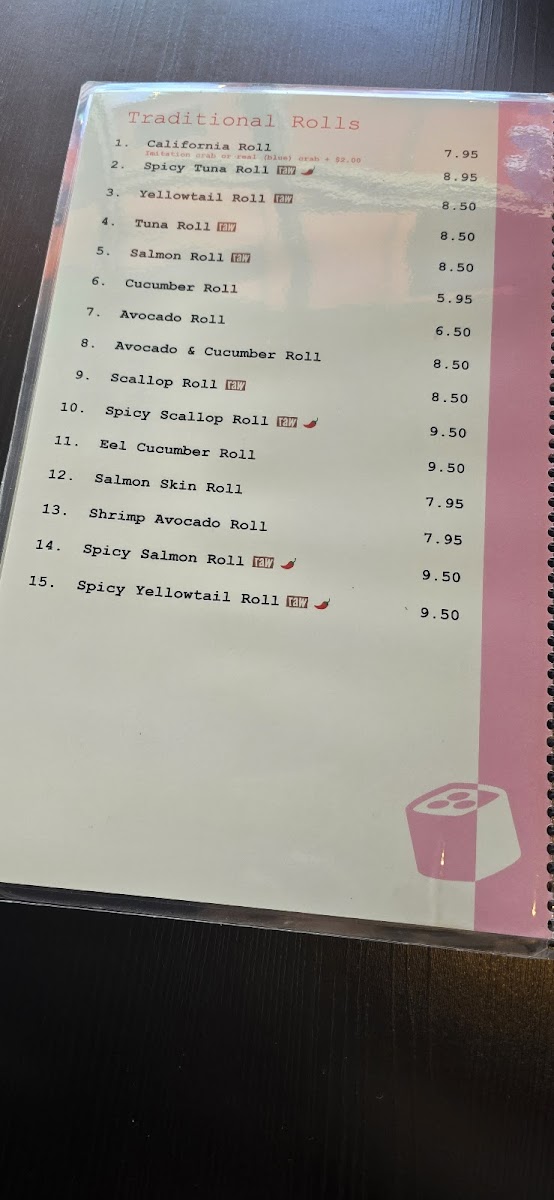 Traditional Rolls
1. California Roll 7.95
Imitation crab or real (blue) crab + $2.00
2. Spicy Tuna Roll raw 8.95
3. Yellowtail Roll raw 8.50
4. Tuna Roll raw 8.50
5. Salmon Roll raw 8.50
6. Cucumber Roll 5.95
7. Avocado Roll 6.50
8. Avocado & Cucumber Roll 8.50
9. Scallop Roll raw 8.50
10. Spicy Scallop Roll raw 9.50
11. Eel Cucumber Roll 9.50
12. Salmon Skin Roll 7.95
13. Shrimp Avocado Roll 7.95
14. Spicy Salmon Roll raw 9.50
15. Spicy Yellowtail Roll raw 9.50